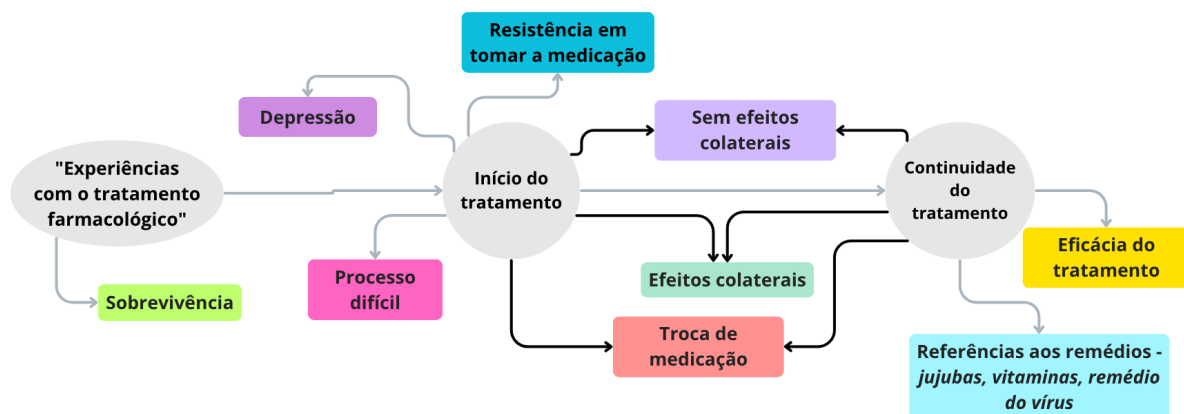 Resistência em
tomar a medicação
Depressão
Sem efeitos
colaterais
"Experiências
com o tratamento
farmacológico"
Início do
tratamento
Continuidade
do
tratamento
Eficácia do
tratamento
Processo
difícil
Efeitos colaterais
Sobrevivência
Troca de
medicação
Referências aos remédios -
jujubas, vitaminas, remédio
do vírus